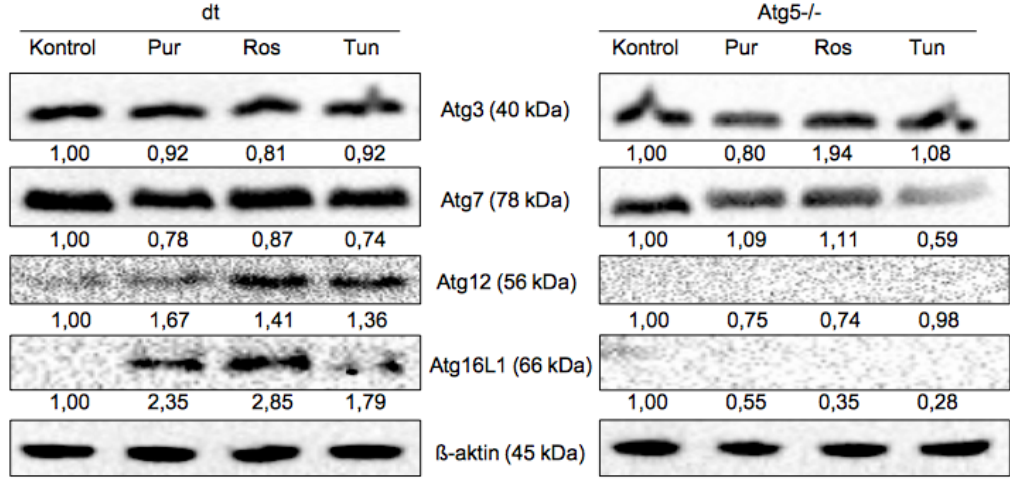 dt Atg5-/-
Kontrol Pur Ros Tun Kontrol Pur Ros Tun
Atg3 (40 kDa)
1,00 0,92 0,81 0,92 1,00 0,80 1,94 1,08
Atg7 (78 kDa)
1,00 0,78 0,87 0,74 1,00 1,09 1,11 0,59
Atg12 (56 kDa)
1,00 1,67 1,41 1,36 1,00 0,75 0,74 0,98
Atg16L1 (66 kDa)
1,00 2,35 2,85 1,79 1,00 0,55 0,35 0,28
ß-aktin (45 kDa)